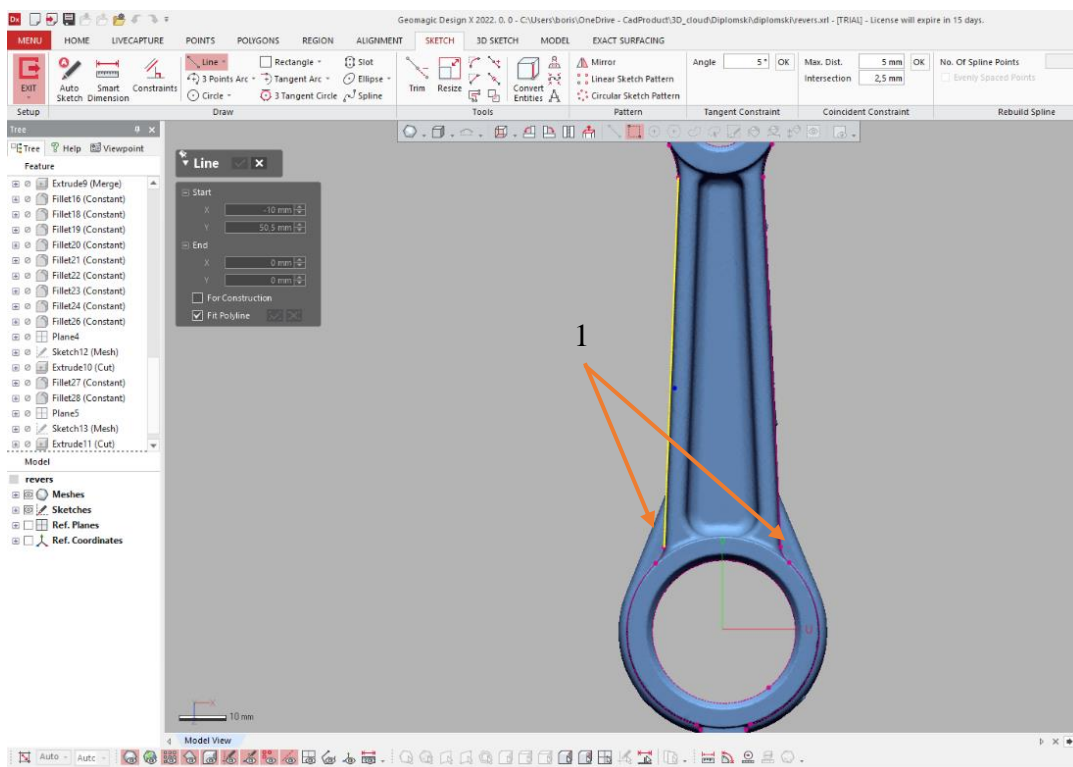 Geomagic Design X 2022. 0. 0 - C:\Users\boris\OneDrive - CadProduct\3D_cloud\Diplomski\diplomski\revers.xrl - [TRIAL] - License will expire in 15 days.
MENU HOME LIVECAPTURE POINTS POLYGONS REGION ALIGNMENT SKETCH 3D SKETCH MODEL EXACT SURFACING
Line Rectangle Slot Mirror Angle 5° OK Max. Dist. 5 mm OK No. Of Spline Points
3 Points Arc Tangent Arc Ellipse Linear Sketch Pattern Intersection 2,5 mm Evenly Spaced Points
Circle 3 Tangent Circle Spline Circular Sketch Pattern
EXIT Auto Sketch Smart Dimension Constraints Trim Resize Convert Entities
Setup Draw Tools Pattern Tangent Constraint Coincident Constraint Rebuild Spline
Tree
Tree Help Viewpoint
Feature
Extrude9 (Merge)
Fillet16 (Constant)
Fillet18 (Constant)
Fillet19 (Constant)
Fillet20 (Constant)
Fillet21 (Constant)
Fillet22 (Constant)
Fillet23 (Constant)
Fillet24 (Constant)
Fillet26 (Constant)
Plane4
Sketch12 (Mesh)
Extrude10 (Cut)
Fillet27 (Constant)
Fillet28 (Constant)
Plane5
Sketch13 (Mesh)
Extrude11 (Cut)
Model
revers
Meshes
Sketches
Ref. Planes
Ref. Coordinates
Line
Start
X -10 mm
Y 50,5 mm
End
X 0 mm
Y 0 mm
For Construction
Fit Polyline
1
10 mm
Model View
Auto Auto